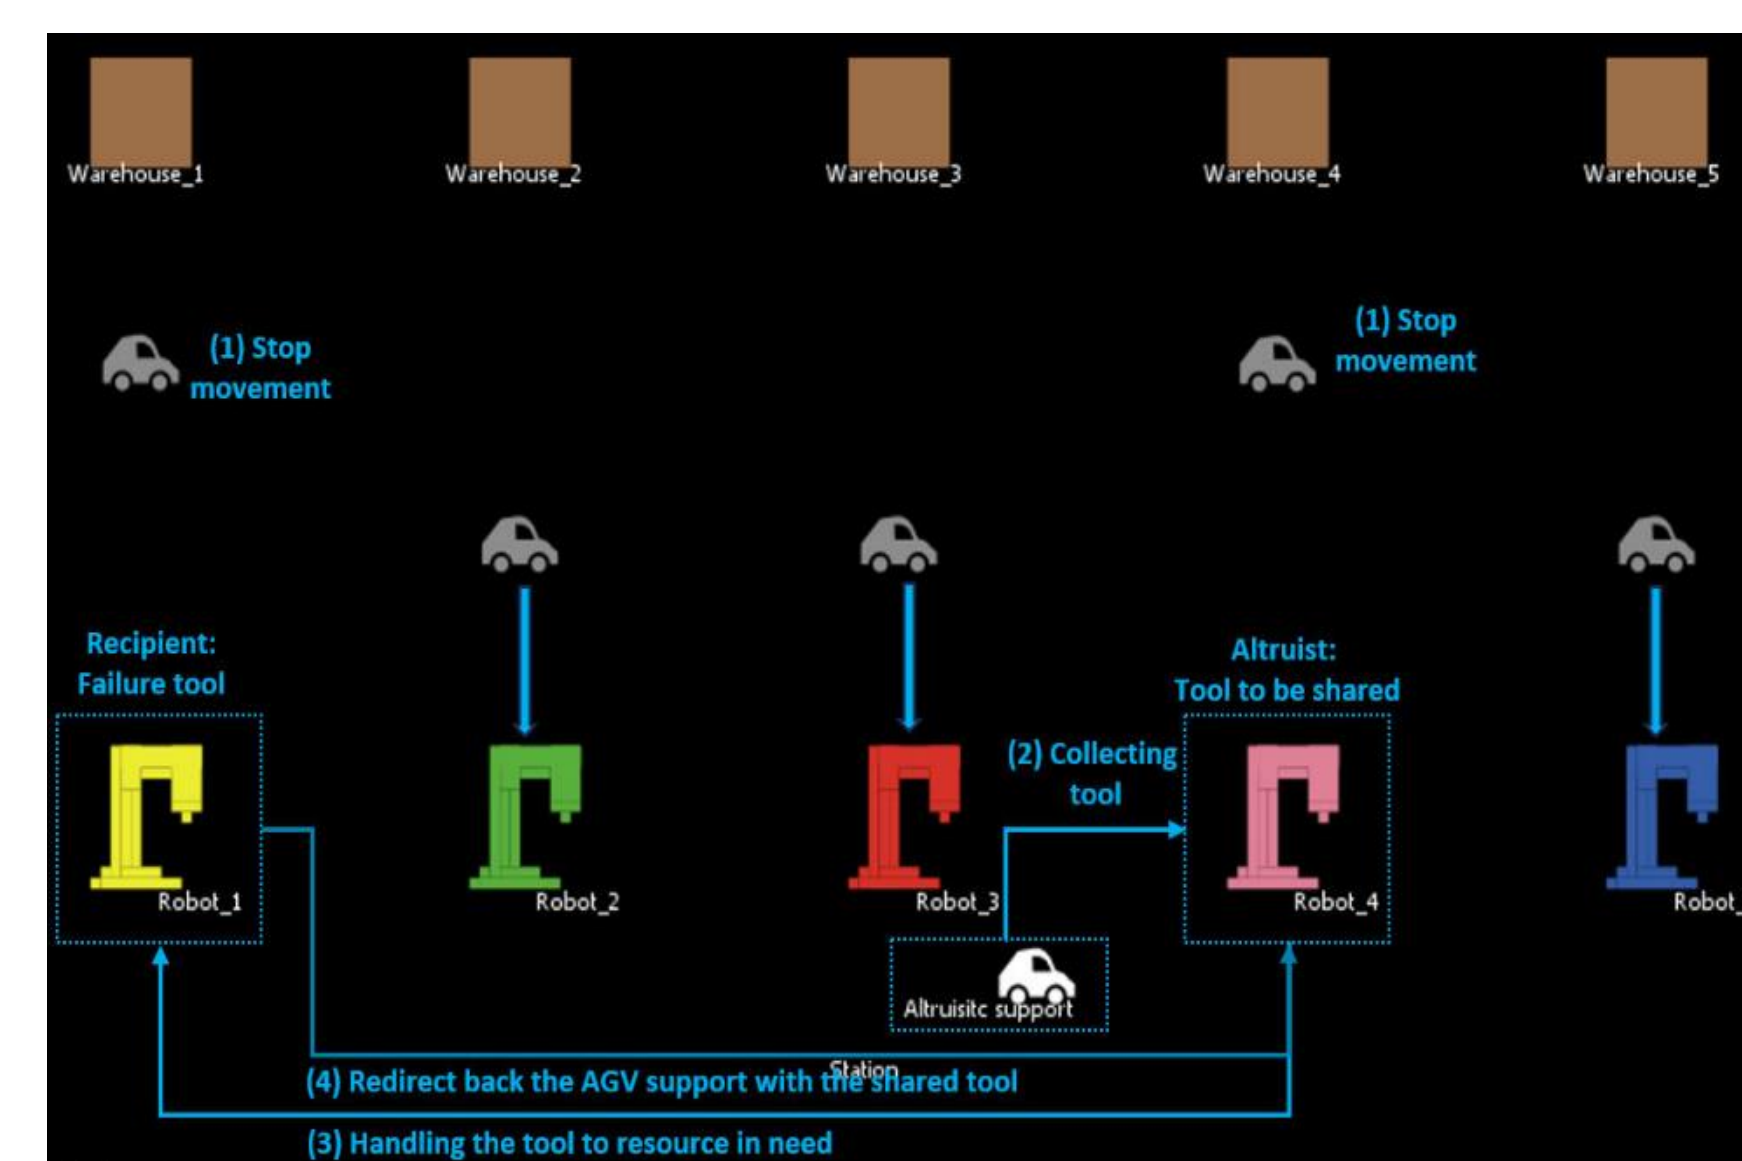 Warehouse_1
Warehouse_2
Warehouse_3
Warehouse_4
Warehouse_5
(1) Stop
movement
(1) Stop
movement
Recipient:
Failure tool
Altruist:
Tool to be shared
(2) Collecting
tool
Robot_1
Robot_2
Robot_3
Robot_4
Robot_
Altruisitc support
Station
(4) Redirect back the AGV support with the shared tool
(3) Handling the tool to resource in need